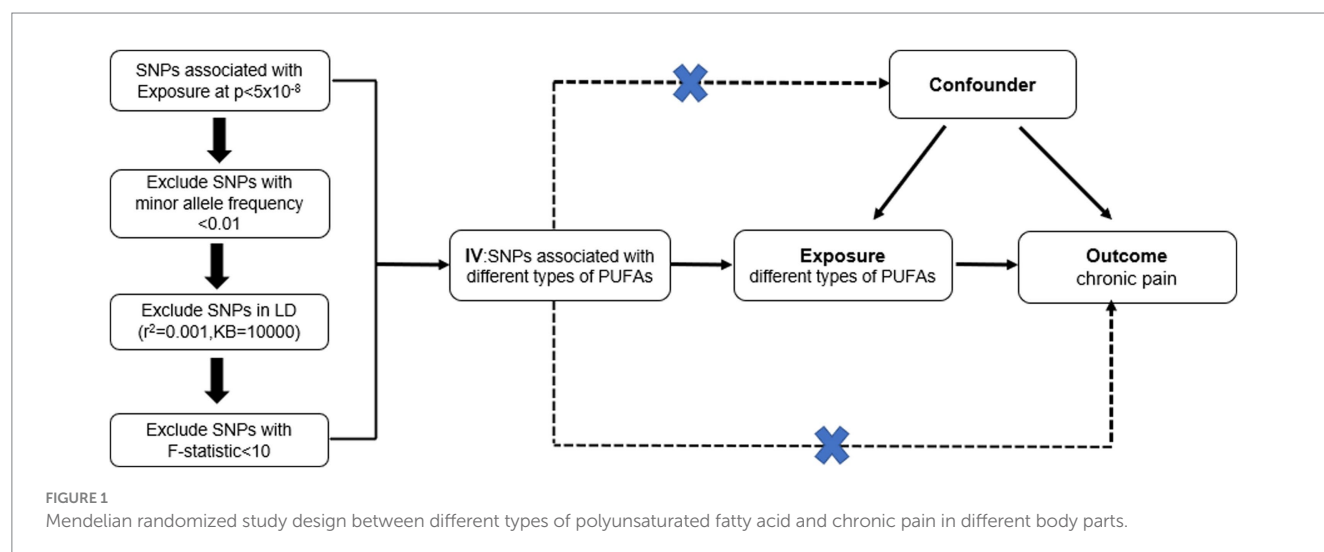 SNPs associated with
Exposure at p<5x10⁻⁸
Exclude SNPs with
minor allele frequency
<0.01
Exclude SNPs in LD
(r²=0.001,KB=10000)
Exclude SNPs with
F-statistic<10
IV:SNPs associated with
different types of PUFAs
Confounder
Exposure
different types of PUFAs
Outcome
chronic pain
FIGURE 1
Mendelian randomized study design between different types of polyunsaturated fatty acid and chronic pain in different body parts.